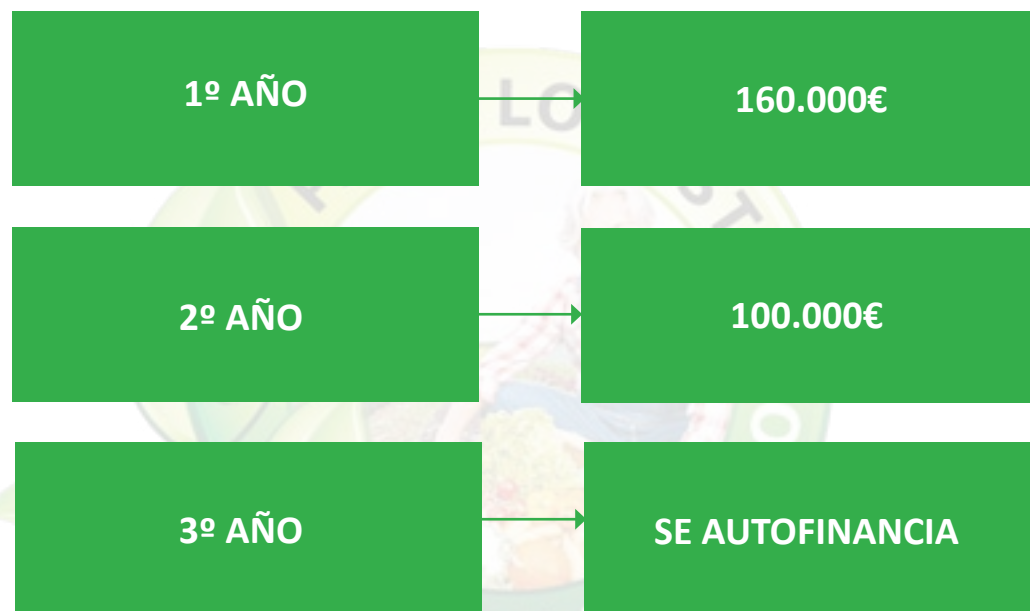 1º AÑO
160.000€
2º AÑO
100.000€
3º AÑO
SE AUTOFINANCIA